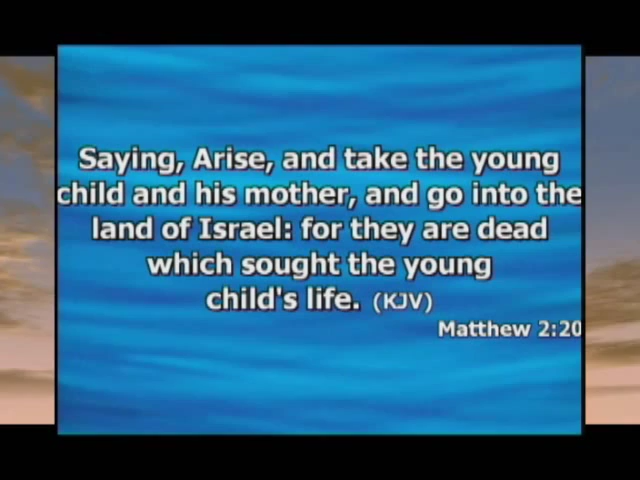 Saying, Arise, and take the young
child and his mother, and go into the
land of Israel: for they are dead
which sought the young
child's life. (KJV)
Matthew 2:20